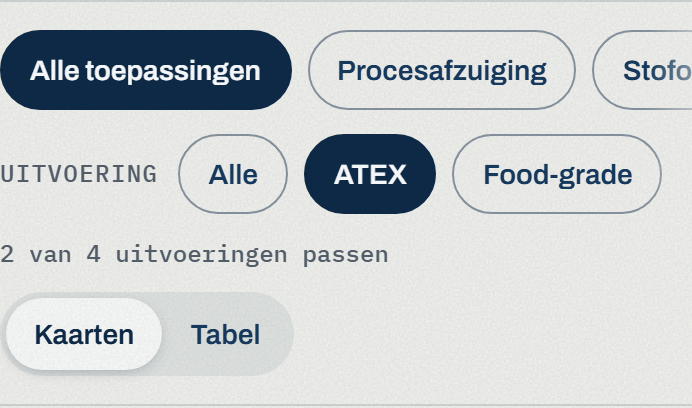 Alle toepassingen Procesafzuiging
UITVOERING Alle ATEX Food-grade
2 van 4 uitvoeringen passen
Kaarten Tabel